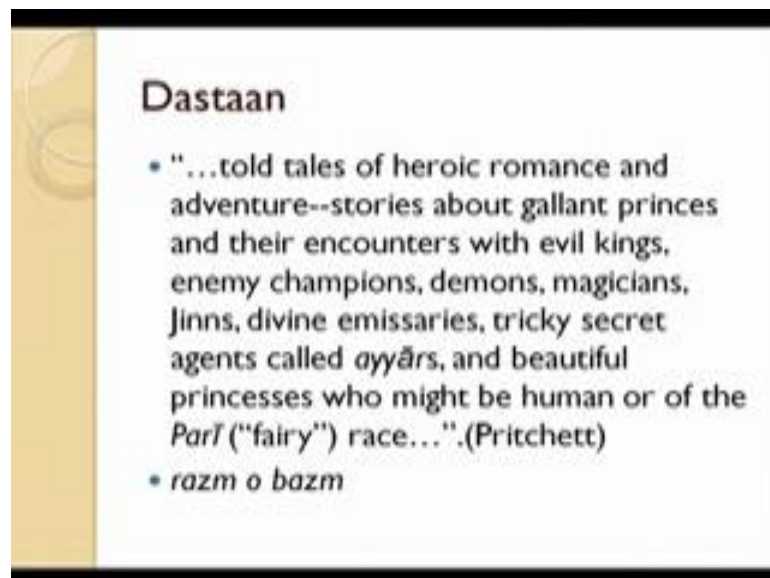 Dastaan
• "...told tales of heroic romance and
adventure--stories about gallant princes
and their encounters with evil kings,
enemy champions, demons, magicians,
Jinns, divine emissaries, tricky secret
agents called ayyārs, and beautiful
princesses who might be human or of the
Parī ("fairy") race...".(Pritchett)
• razm o bazm